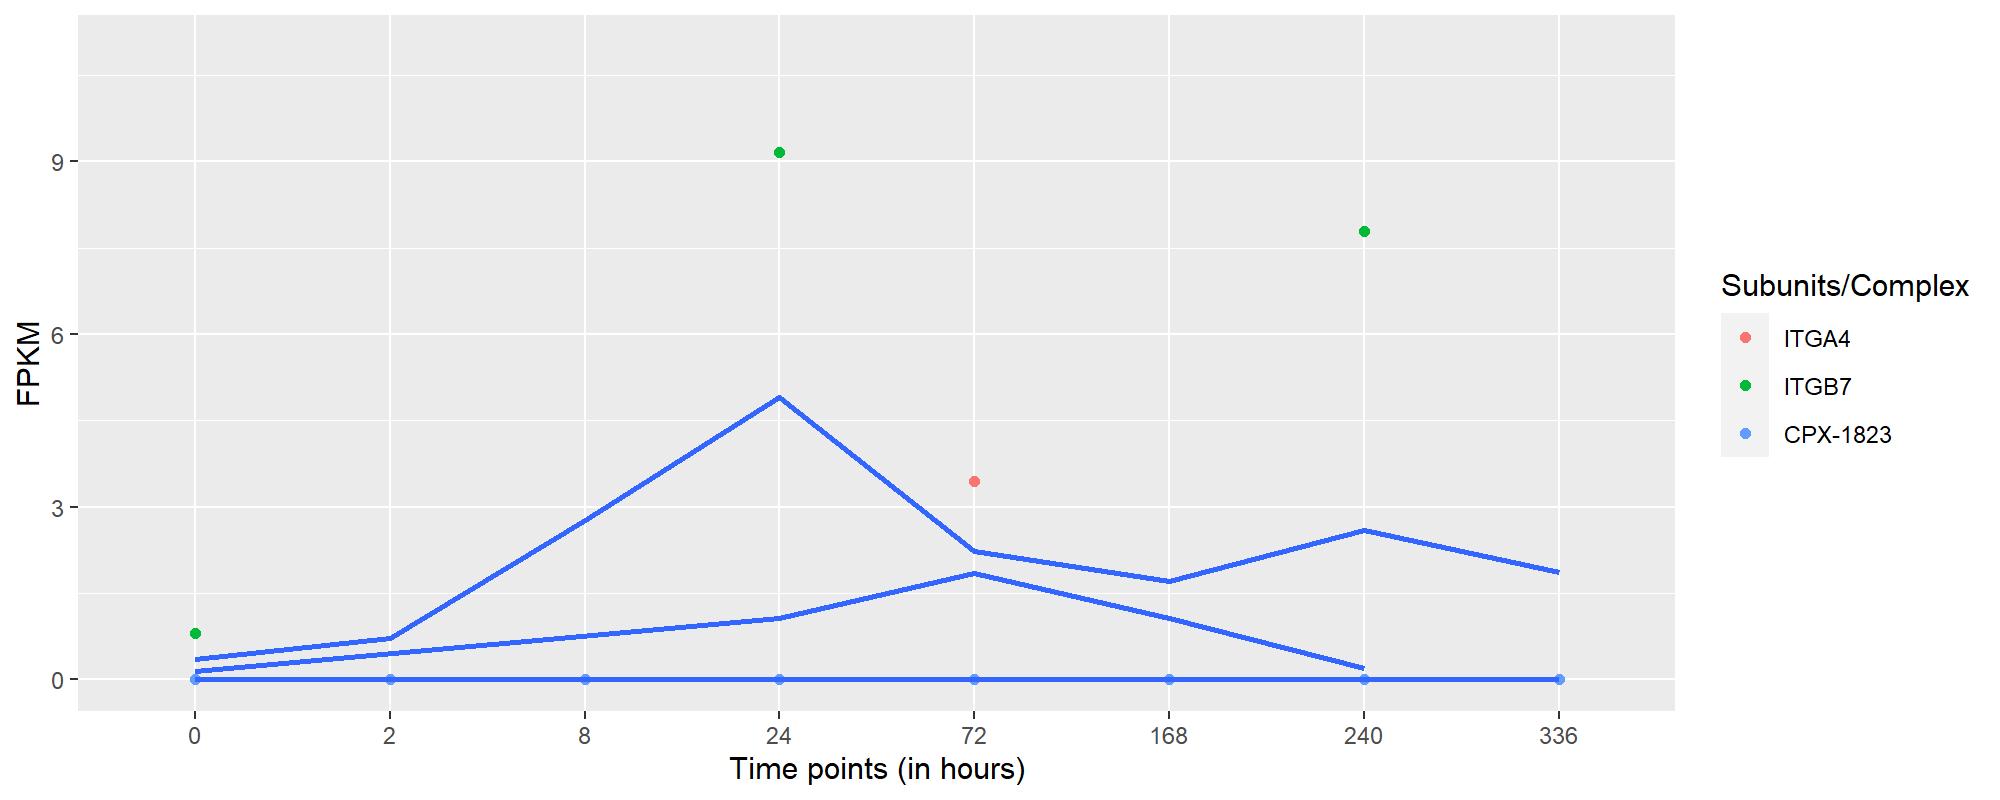 FPKM
9
6
3
0
0 2 8 24 72 168 240 336
Time points (in hours)
Subunits/Complex
ITGA4
ITGB7
CPX-1823